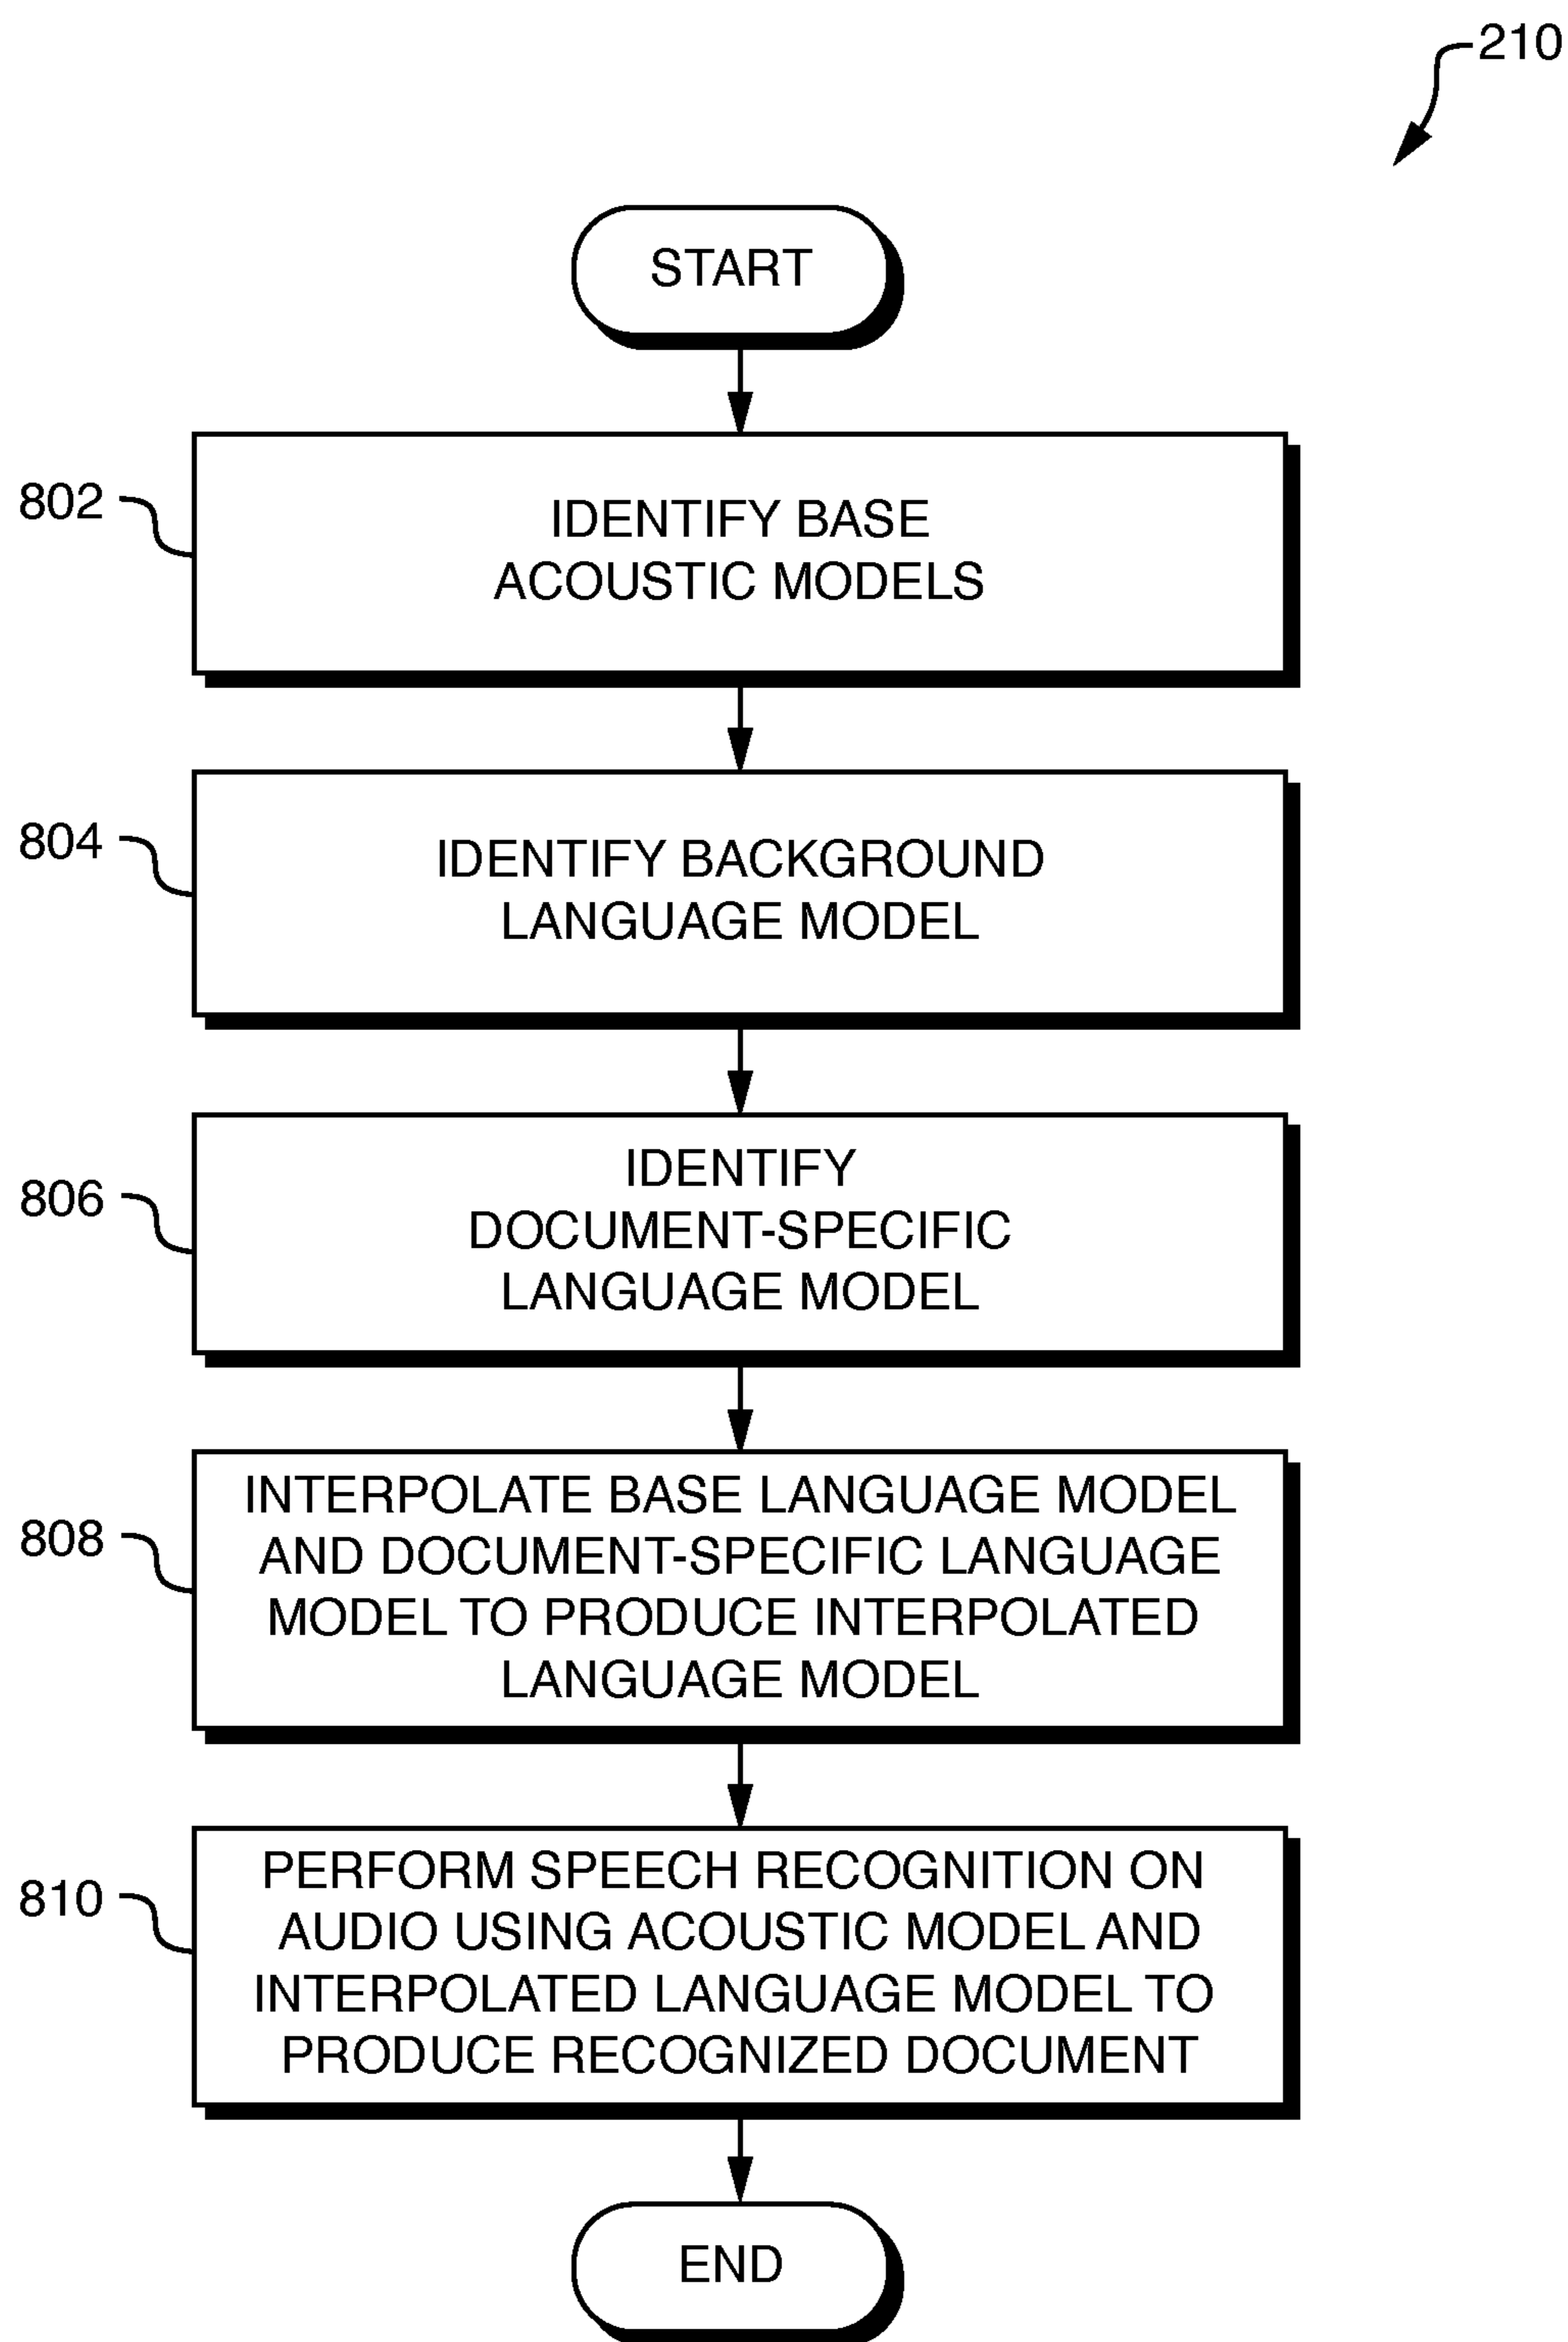 210
START
802
IDENTIFY BASE
ACOUSTIC MODELS
804
IDENTIFY BACKGROUND
LANGUAGE MODEL
806
IDENTIFY
DOCUMENT-SPECIFIC
LANGUAGE MODEL
808
INTERPOLATE BASE LANGUAGE MODEL
AND DOCUMENT-SPECIFIC LANGUAGE
MODEL TO PRODUCE INTERPOLATED
LANGUAGE MODEL
810
PERFORM SPEECH RECOGNITION ON
AUDIO USING ACOUSTIC MODEL AND
INTERPOLATED LANGUAGE MODEL TO
PRODUCE RECOGNIZED DOCUMENT
END